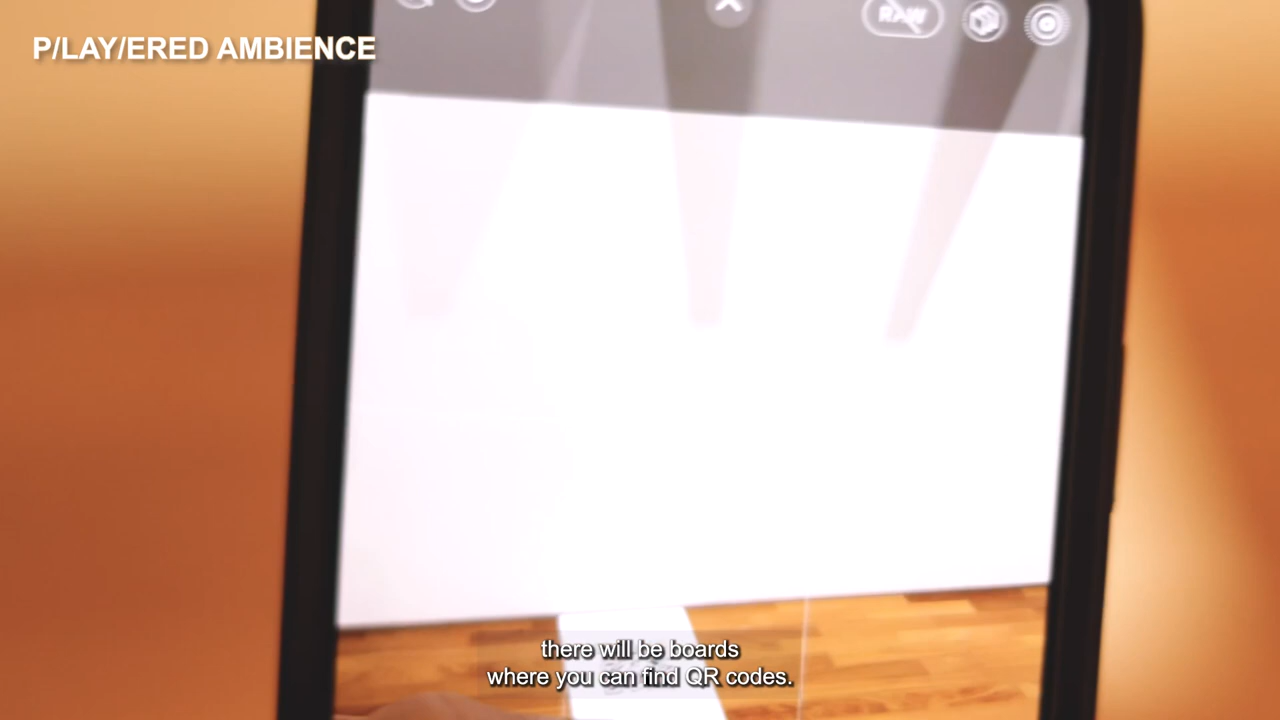 P/LAY/ERED AMBIENCE
RAW
there will be boards
where you can find QR codes.